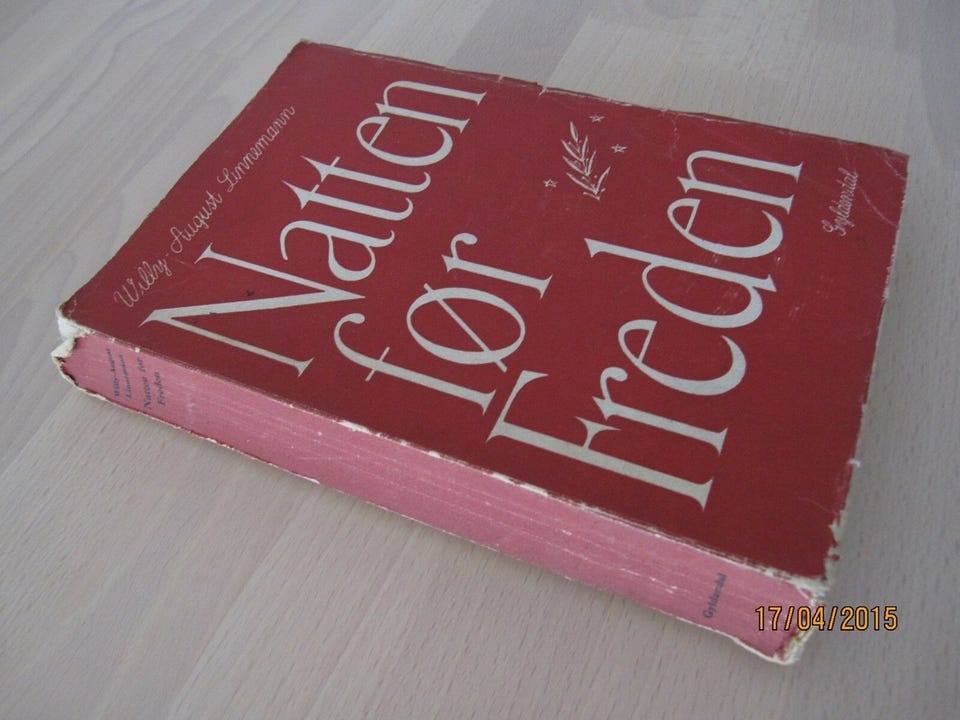 Willy-August Linnemann
Natten
før
Freden
Gyldendal
Willy-August
Linnemann
Natten før
Freden
Gyldendal
17/04/2015